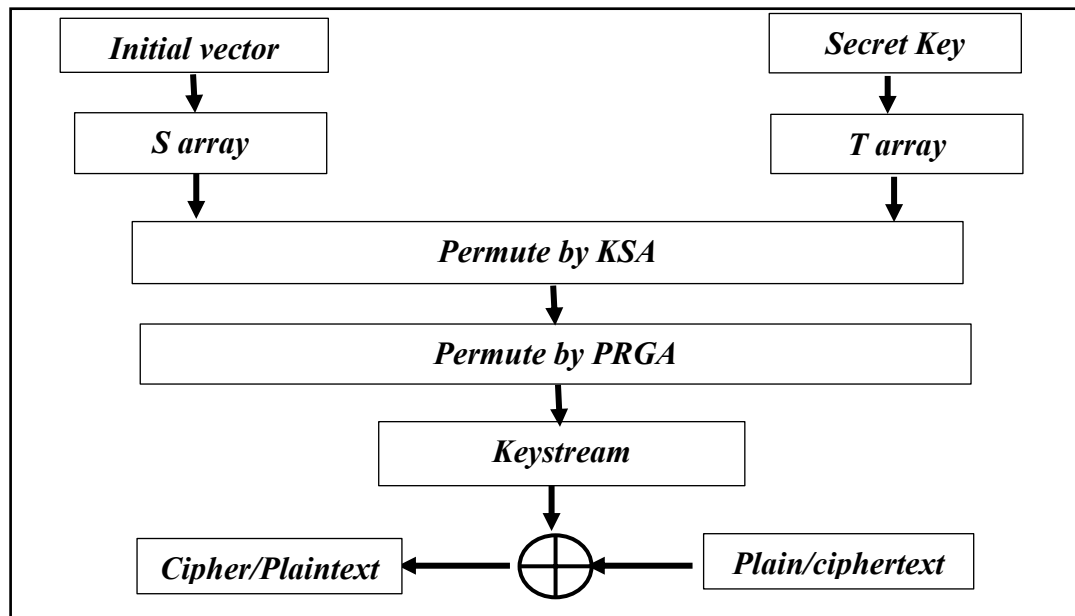 Initial vector
Secret Key
S array
T array
Permute by KSA
Permute by PRGA
Keystream
Cipher/Plaintext
Plain/ciphertext